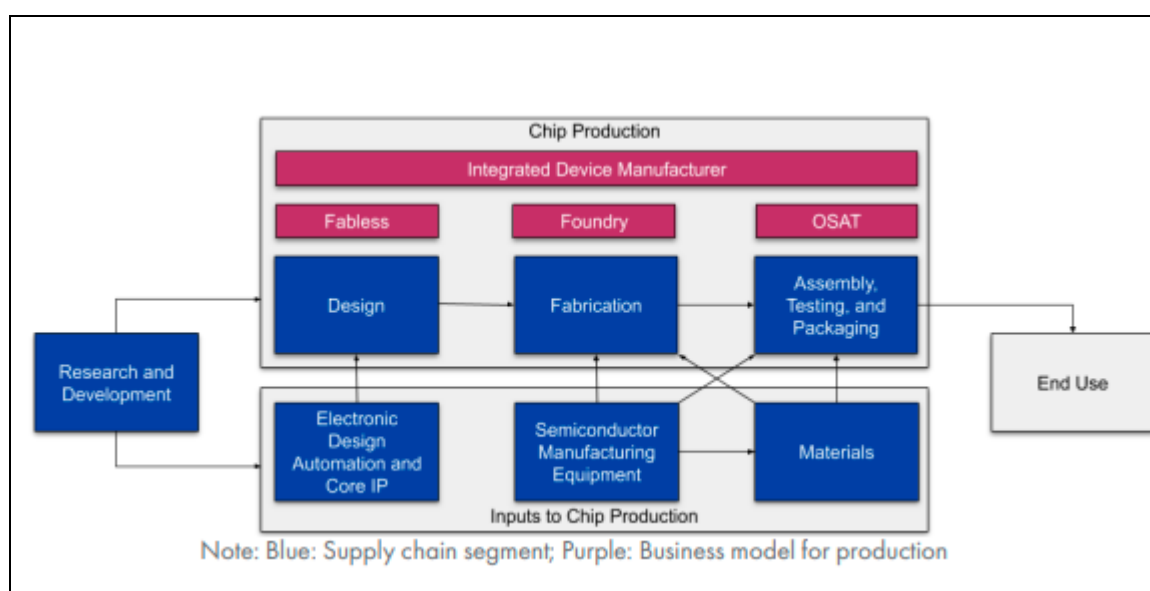 Chip Production
Integrated Device Manufacturer
Fabless
Foundry
OSAT
Design
Fabrication
Assembly,
Testing, and
Packaging
Research and
Development
End Use
Electronic
Design
Automation and
Core IP
Semiconductor
Manufacturing
Equipment
Materials
Inputs to Chip Production
Note: Blue: Supply chain segment; Purple: Business model for production